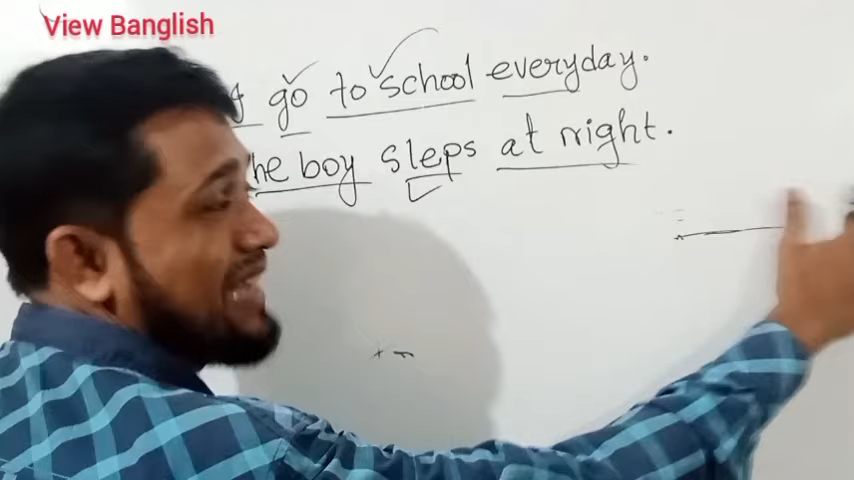 View Banglish
go to school everyday.
he boy sleps at night.